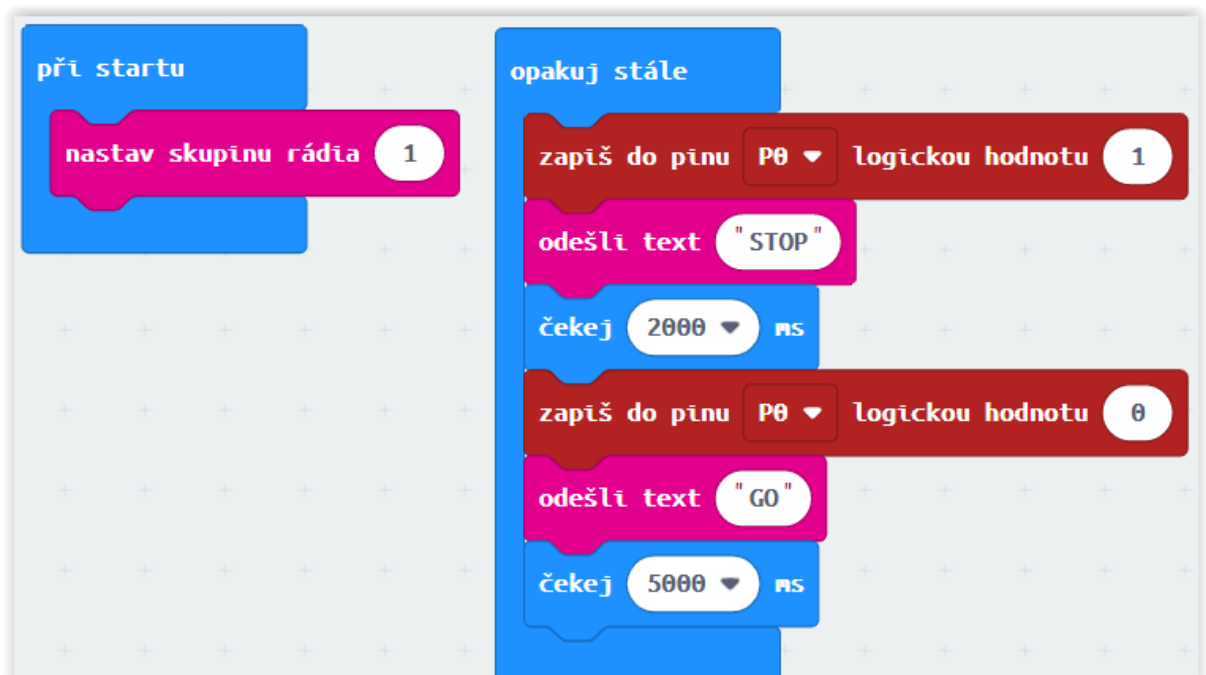 při startu
nastav skupinu rádia 1
opakuj stále
zapiš do pinu P0 logickou hodnotu 1
odešli text "STOP"
čekej 2000 ms
zapiš do pinu P0 logickou hodnotu 0
odešli text "GO"
čekej 5000 ms